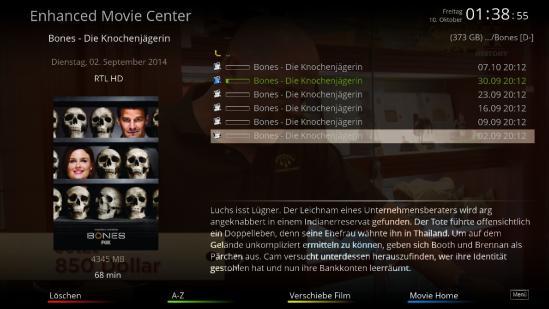 Enhanced Movie Center
Freitag
10. Oktober
01:38:55
Bones - Die Knochenjägerin
(373 GB) .../Bones [D-]
Dienstag, 02. September 2014
RTL HD
..
Bones - Die Knochenjägerin 07.10 20:12
Bones - Die Knochenjägerin 30.09 20:12
Bones - Die Knochenjägerin 23.09 20:12
Bones - Die Knochenjägerin 16.09 20:12
Bones - Die Knochenjägerin 09.09 20:12
Bones - Die Knochenjägerin 02.09 20:12
BONES
FOX
850 Dollar
4345 MB
68 min
Luchs isst Lügner. Der Leichnam eines Unternehmensberaters wird arg
angeknabbert in einem Indianerreservat gefunden. Der Tote führte offensichtlich
ein Doppelleben, denn seine Ehefrau wähnte ihn in Thailand. Um auf dem
Gelände unkompliziert ermitteln zu können, geben sich Booth und Brennan als
Pärchen aus. Cam versucht unterdessen herauszufinden, wer ihre Identität
gestohlen hat und nun ihre Bankkonten leerräumt.
Löschen
A-Z
Verschiebe Film
Movie Home
Menü